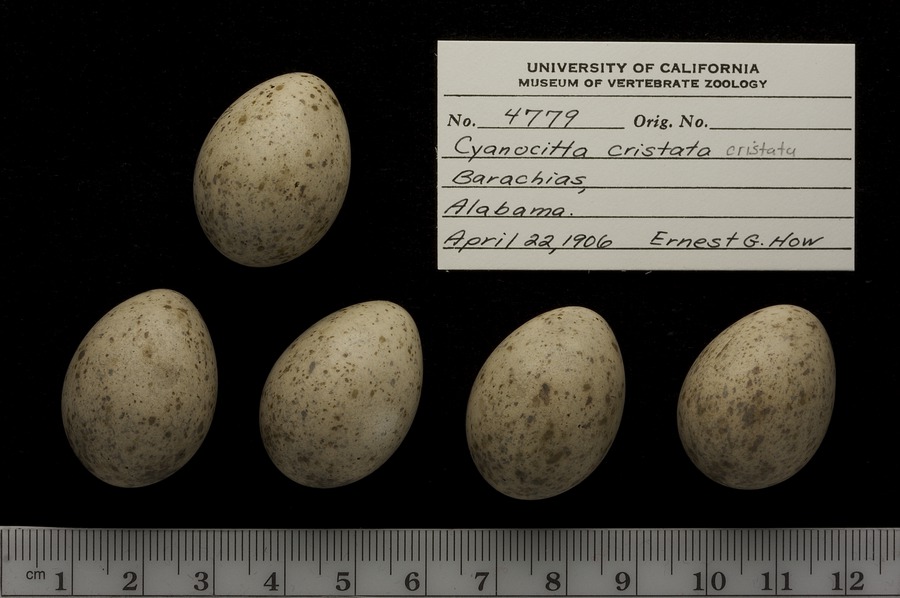 UNIVERSITY OF CALIFORNIA
MUSEUM OF VERTEBRATE ZOOLOGY
No. 4779 Orig. No.
Cyanocitta cristata cristata
Barachias,
Alabama.
April 22, 1906 Ernest G. How
cm 1 2 3 4 5 6 7 8 9 10 11 12